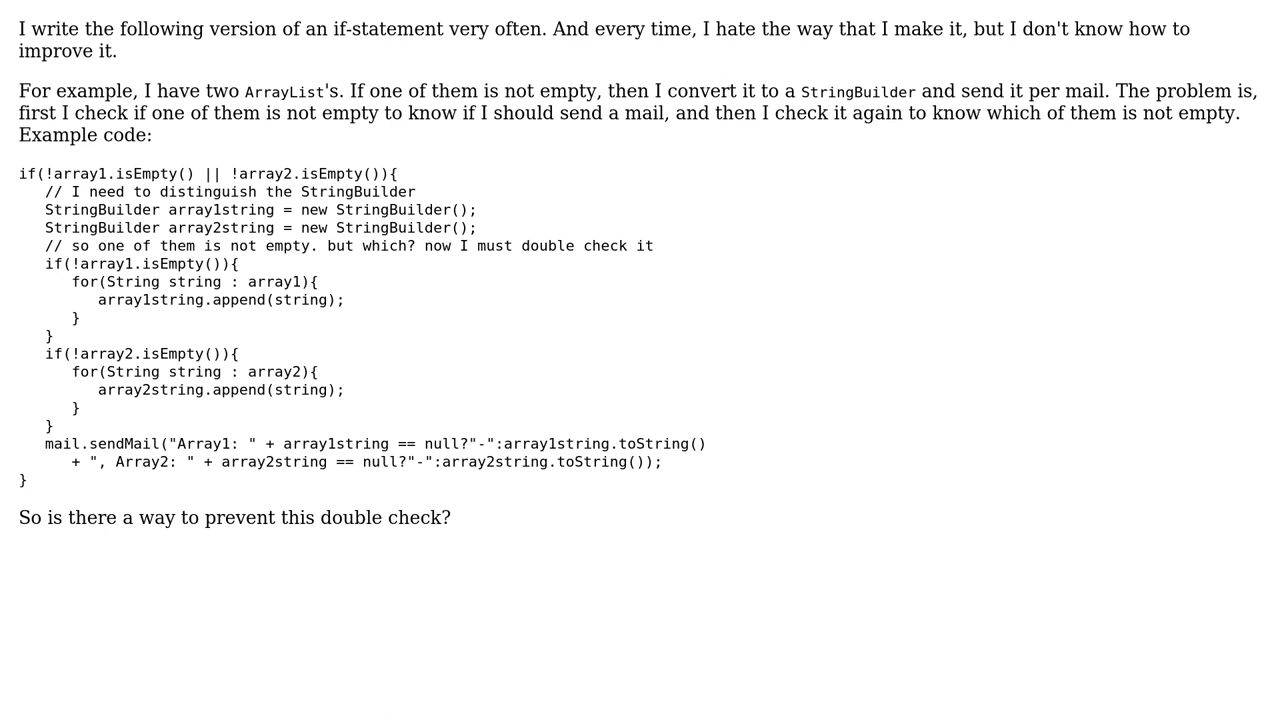 I write the following version of an if-statement very often. And every time, I hate the way that I make it, but I don't know how to
improve it.
For example, I have two ArrayList's. If one of them is not empty, then I convert it to a StringBuilder and send it per mail. The problem is,
first I check if one of them is not empty to know if I should send a mail, and then I check it again to know which of them is not empty.
Example code:
if(!array1.isEmpty() || !array2.isEmpty()){
   // I need to distinguish the StringBuilder
   StringBuilder array1string = new StringBuilder();
   StringBuilder array2string = new StringBuilder();
   // so one of them is not empty. but which? now I must double check it
   if(!array1.isEmpty()){
      for(String string : array1){
         array1string.append(string);
      }
   }
   if(!array2.isEmpty()){
      for(String string : array2){
         array2string.append(string);
      }
   }
   mail.sendMail("Array1: " + array1string == null?"-":array1string.toString()
      + ", Array2: " + array2string == null?"-":array2string.toString());
}
So is there a way to prevent this double check?